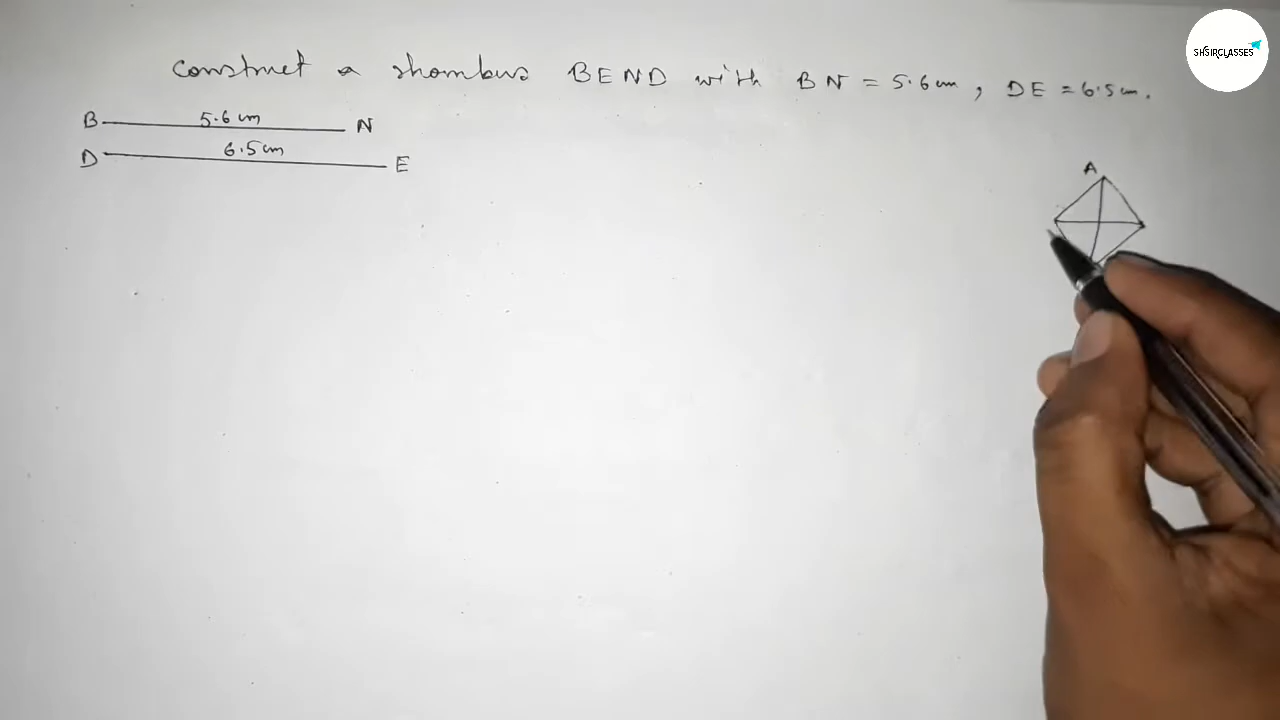 Construct a rhombus BEND with BN = 5.6 cm, DE = 6.5 cm.
B 5.6 cm N
D 6.5 cm E
A
SHSIRCLASSES